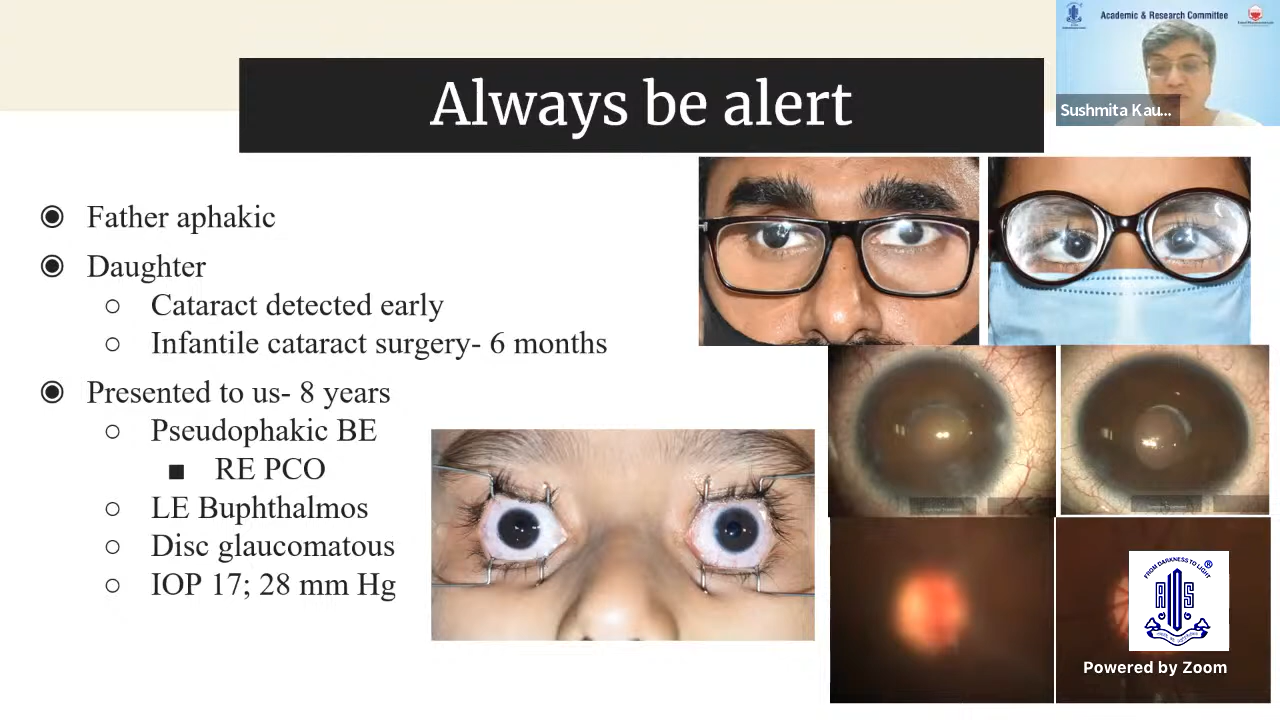 Academic & Research Committee
Sushmita Kau...
Always be alert
Father aphakic
Daughter
Cataract detected early
Infantile cataract surgery- 6 months
Presented to us- 8 years
Pseudophakic BE
RE PCO
LE Buphthalmos
Disc glaucomatous
IOP 17; 28 mm Hg
FROM DARKNESS TO LIGHT
AIOS
Powered by Zoom